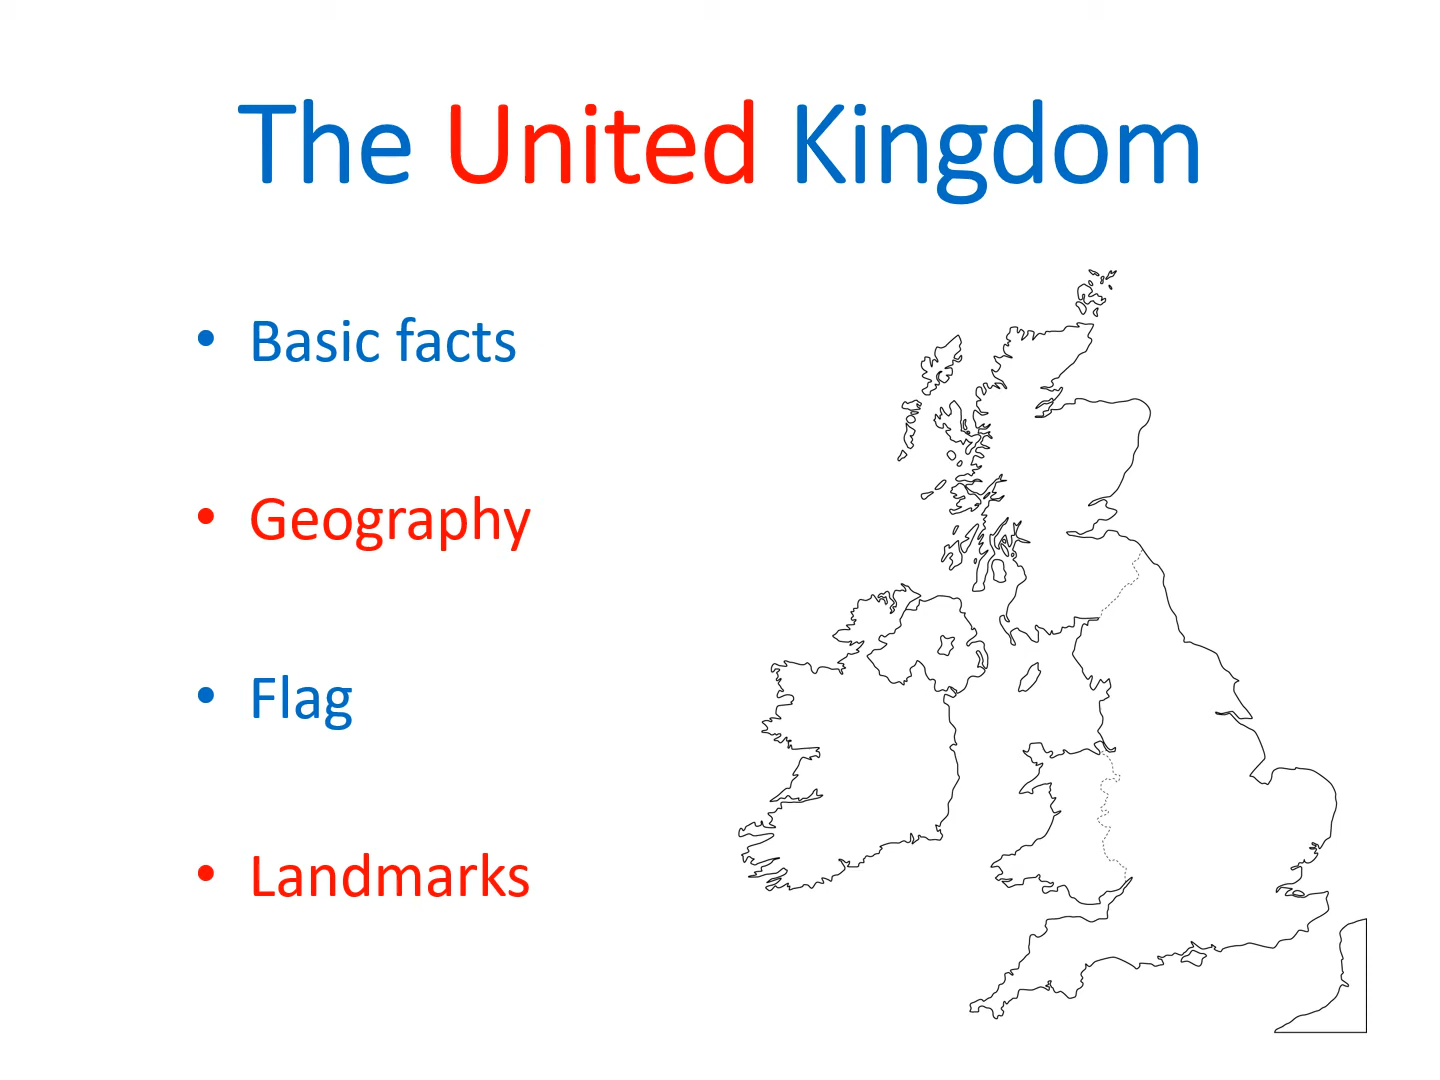 The United Kingdom
• Basic facts
• Geography
• Flag
• Landmarks